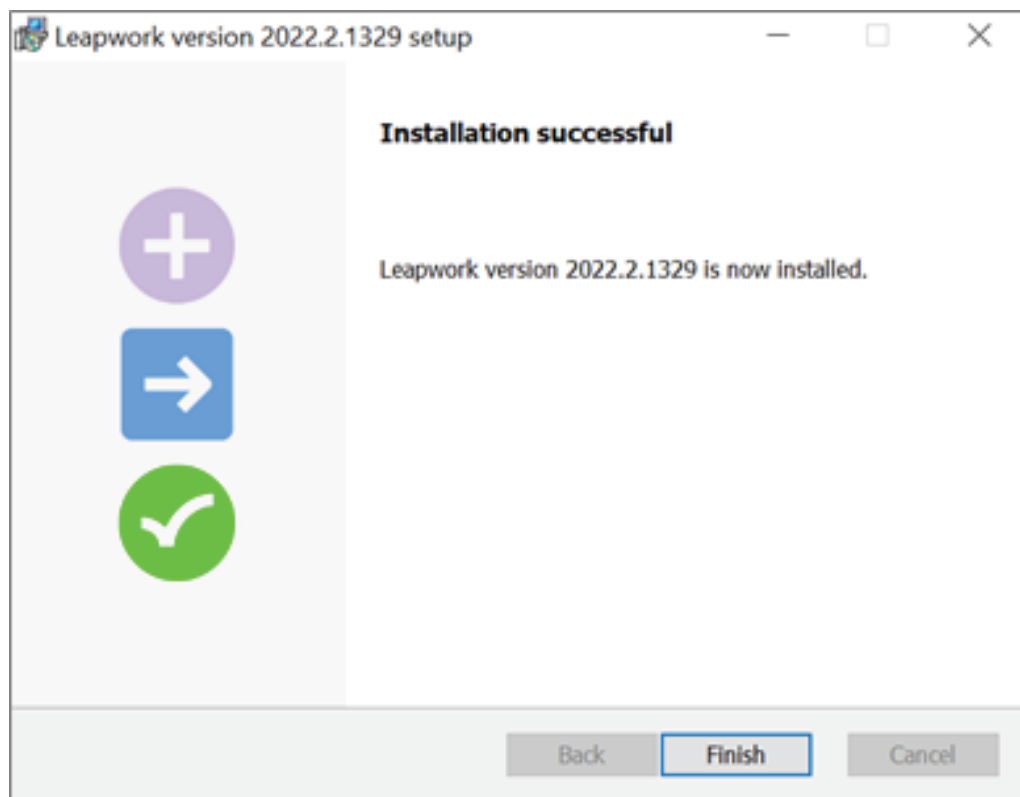 Leapwork version 2022.2.1329 setup
Installation successful
Leapwork version 2022.2.1329 is now installed.
Back
Finish
Cancel